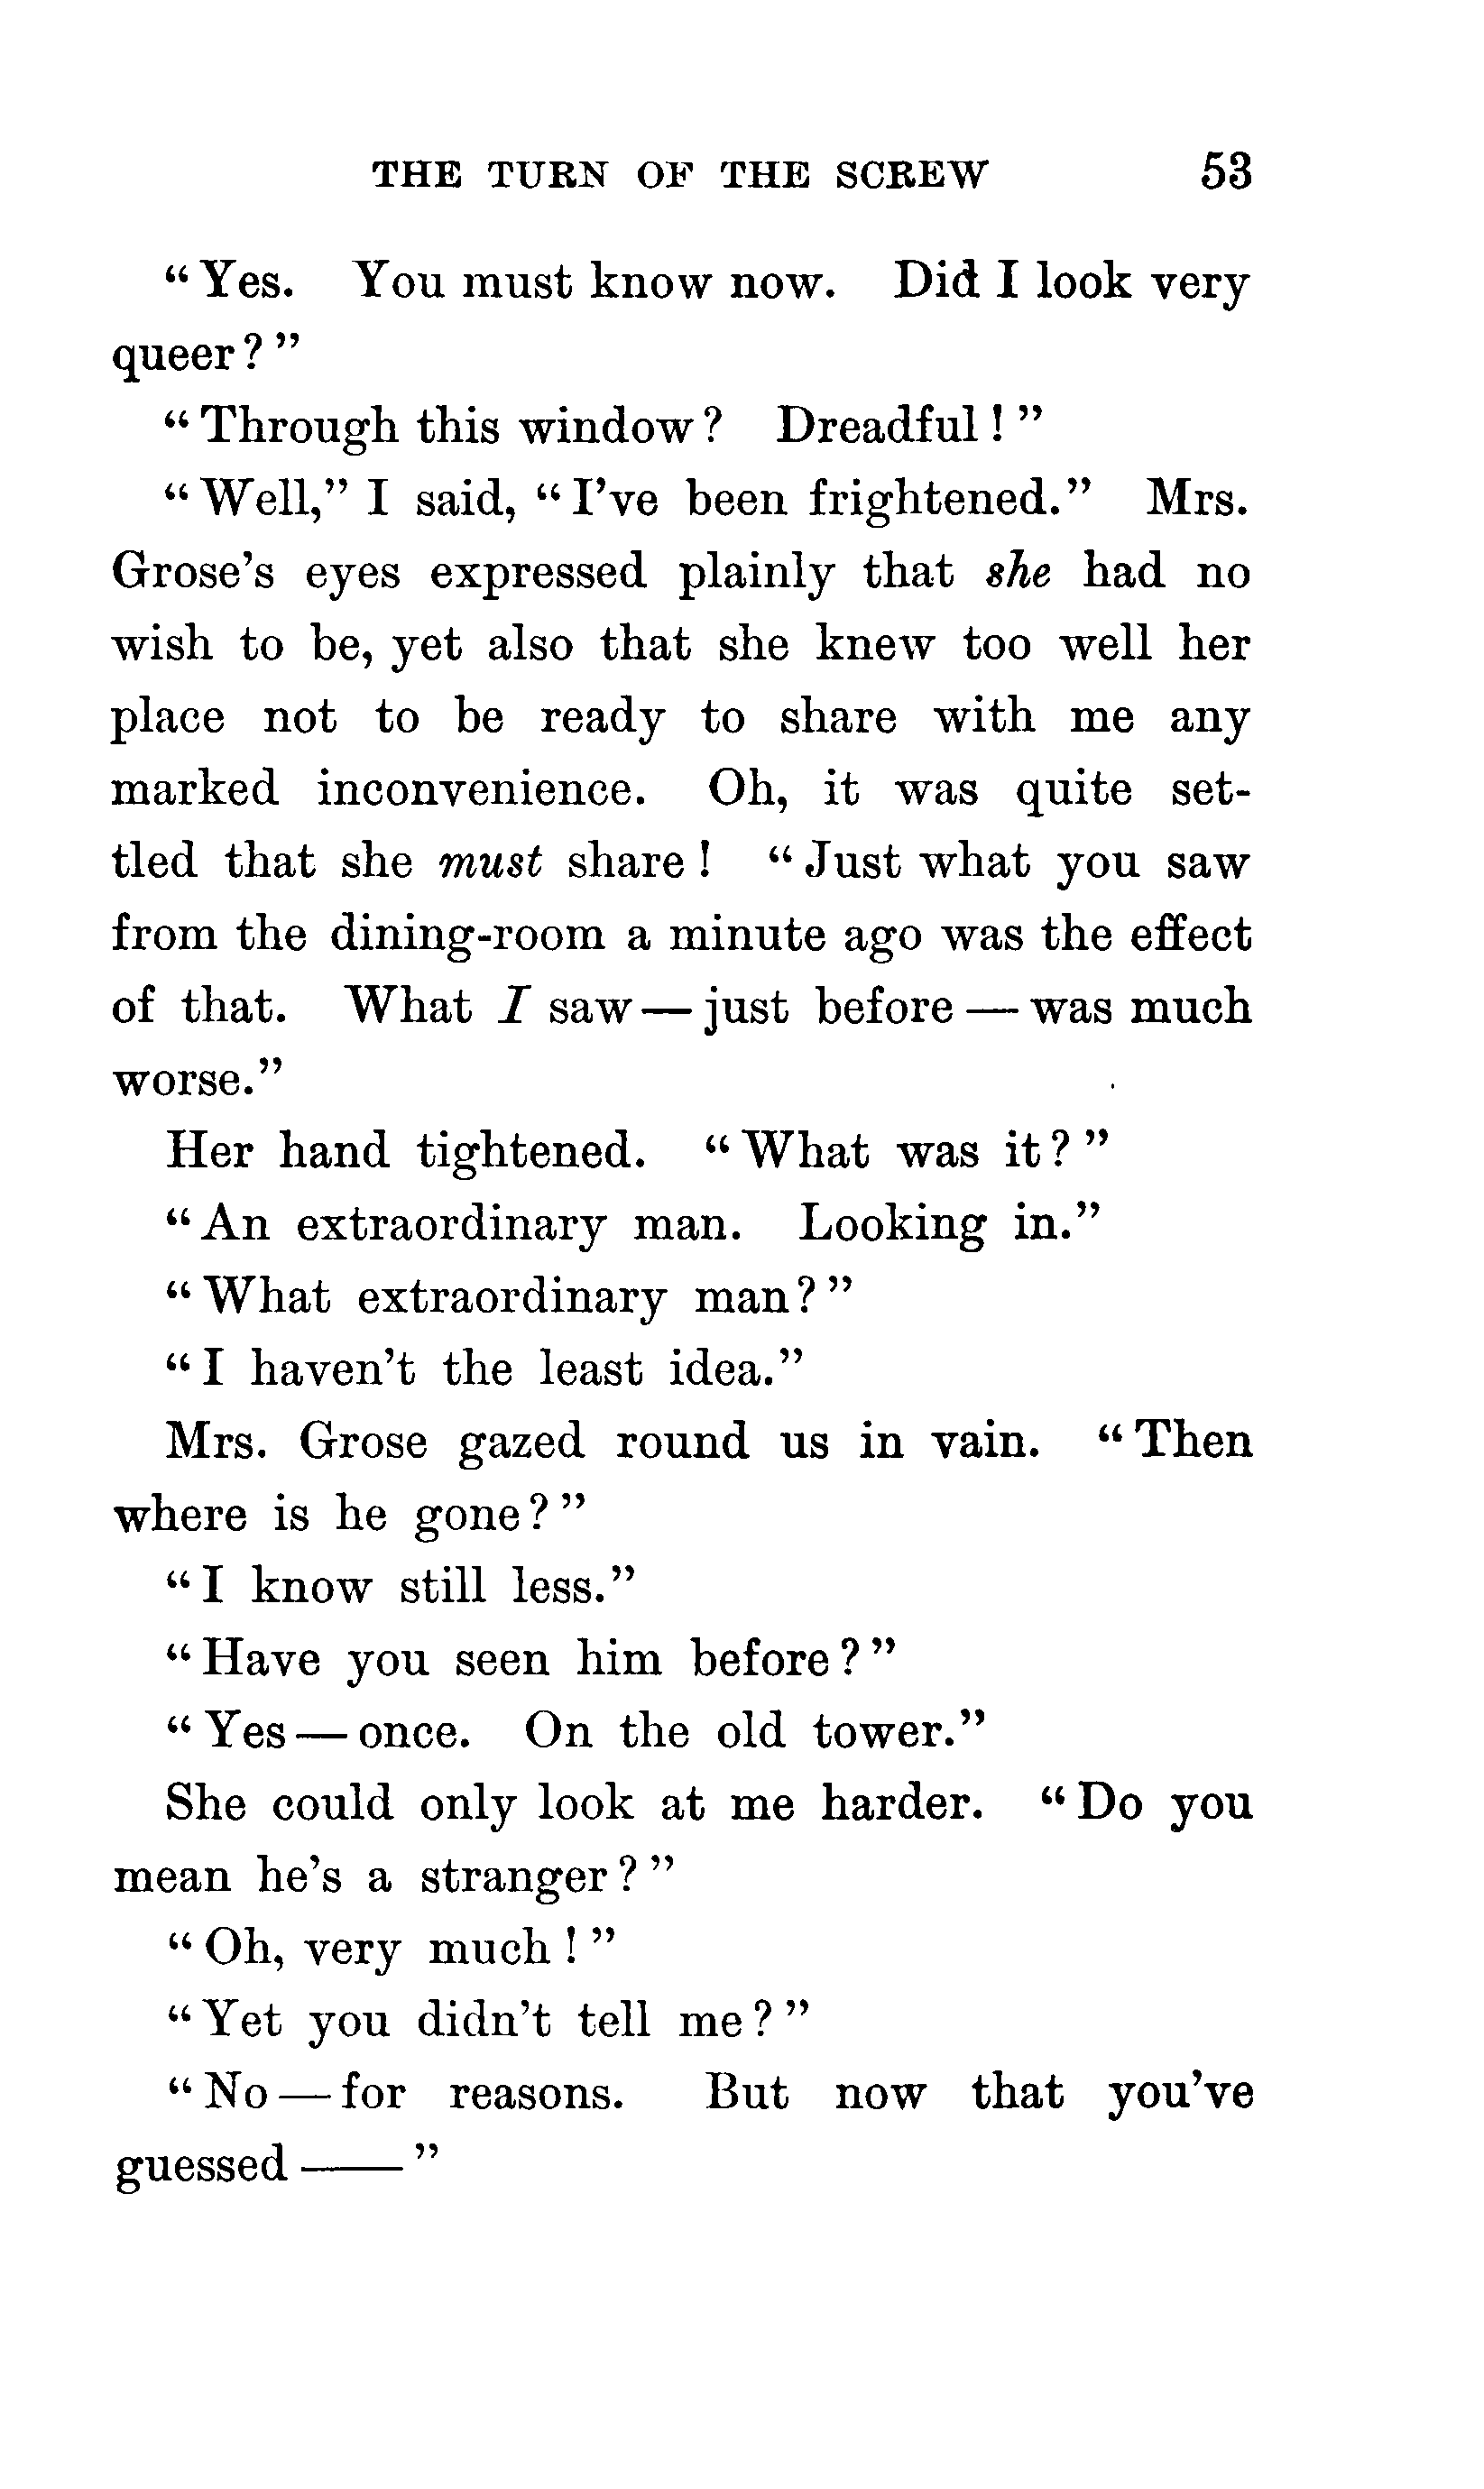 THE TURN OF THE SCREW 53
“Yes. You must know now. Did I look very
queer?”
“Through this window? Dreadful!”
“Well,” I said, “I’ve been frightened.” Mrs.
Grose’s eyes expressed plainly that she had no
wish to be, yet also that she knew too well her
place not to be ready to share with me any
marked inconvenience. Oh, it was quite set-
tled that she must share! “Just what you saw
from the dining-room a minute ago was the effect
of that. What I saw—just before—was much
worse.”
Her hand tightened. “What was it?”
“An extraordinary man. Looking in.”
“What extraordinary man?”
“I haven’t the least idea.”
Mrs. Grose gazed round us in vain. “Then
where is he gone?”
“I know still less.”
“Have you seen him before?”
“Yes—once. On the old tower.”
She could only look at me harder. “Do you
mean he’s a stranger?”
“Oh, very much!”
“Yet you didn’t tell me?”
“No—for reasons. But now that you’ve
guessed——”